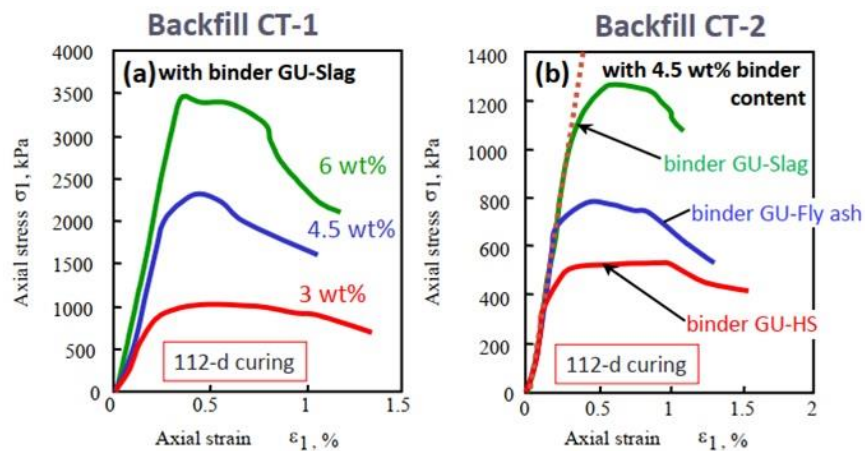 Backfill CT-1
Axial stress σ1, kPa
4000
3500
3000
2500
2000
1500
1000
500
0
(a) with binder GU-Slag
6 wt%
4.5 wt%
3 wt%
112-d curing
0 0.5 1 1.5
Axial strain ε1, %
Backfill CT-2
Axial stress σ1, kPa
1400
1200
1000
800
600
400
200
0
(b) with 4.5 wt% binder
content
binder GU-Slag
binder GU-Fly ash
binder GU-HS
112-d curing
0 0.5 1 1.5 2
Axial strain ε1, %